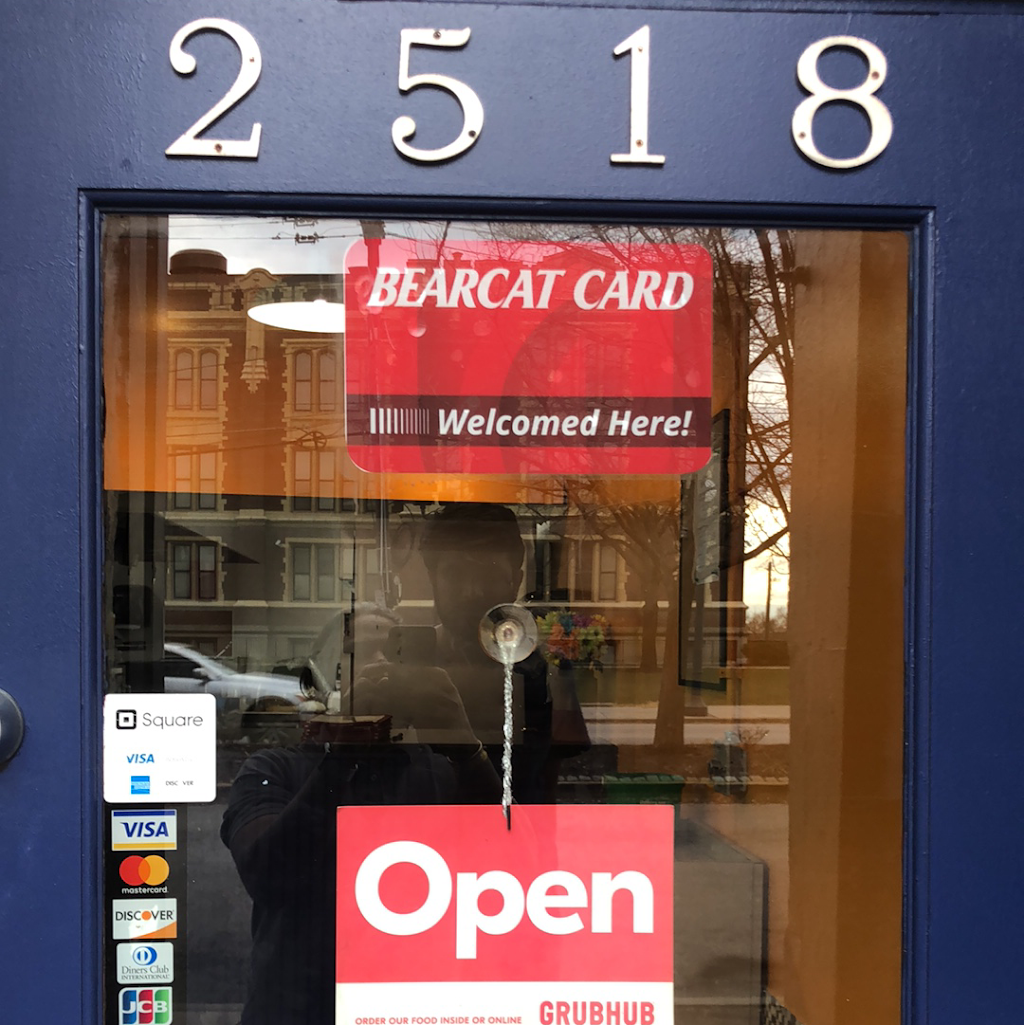 2518
BEARCAT CARD
Welcomed Here!
Square
VISA
DISCOVER
VISA
mastercard
DISCOVER
Diners Club
INTERNATIONAL
JCB
Open
ORDER OUR FOOD INSIDE OR ONLINE GRUBHUB